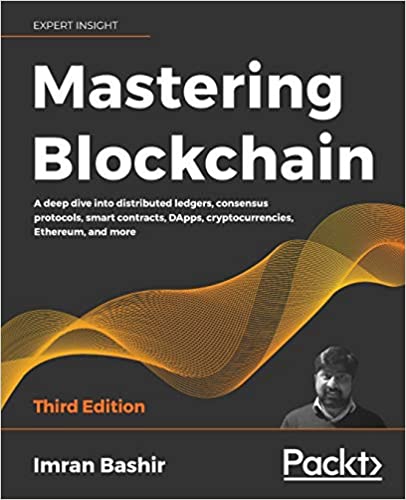 EXPERT INSIGHT
Mastering
Blockchain
A deep dive into distributed ledgers, consensus
protocols, smart contracts, DApps, cryptocurrencies,
Ethereum, and more
Third Edition
Imran Bashir
Packt>